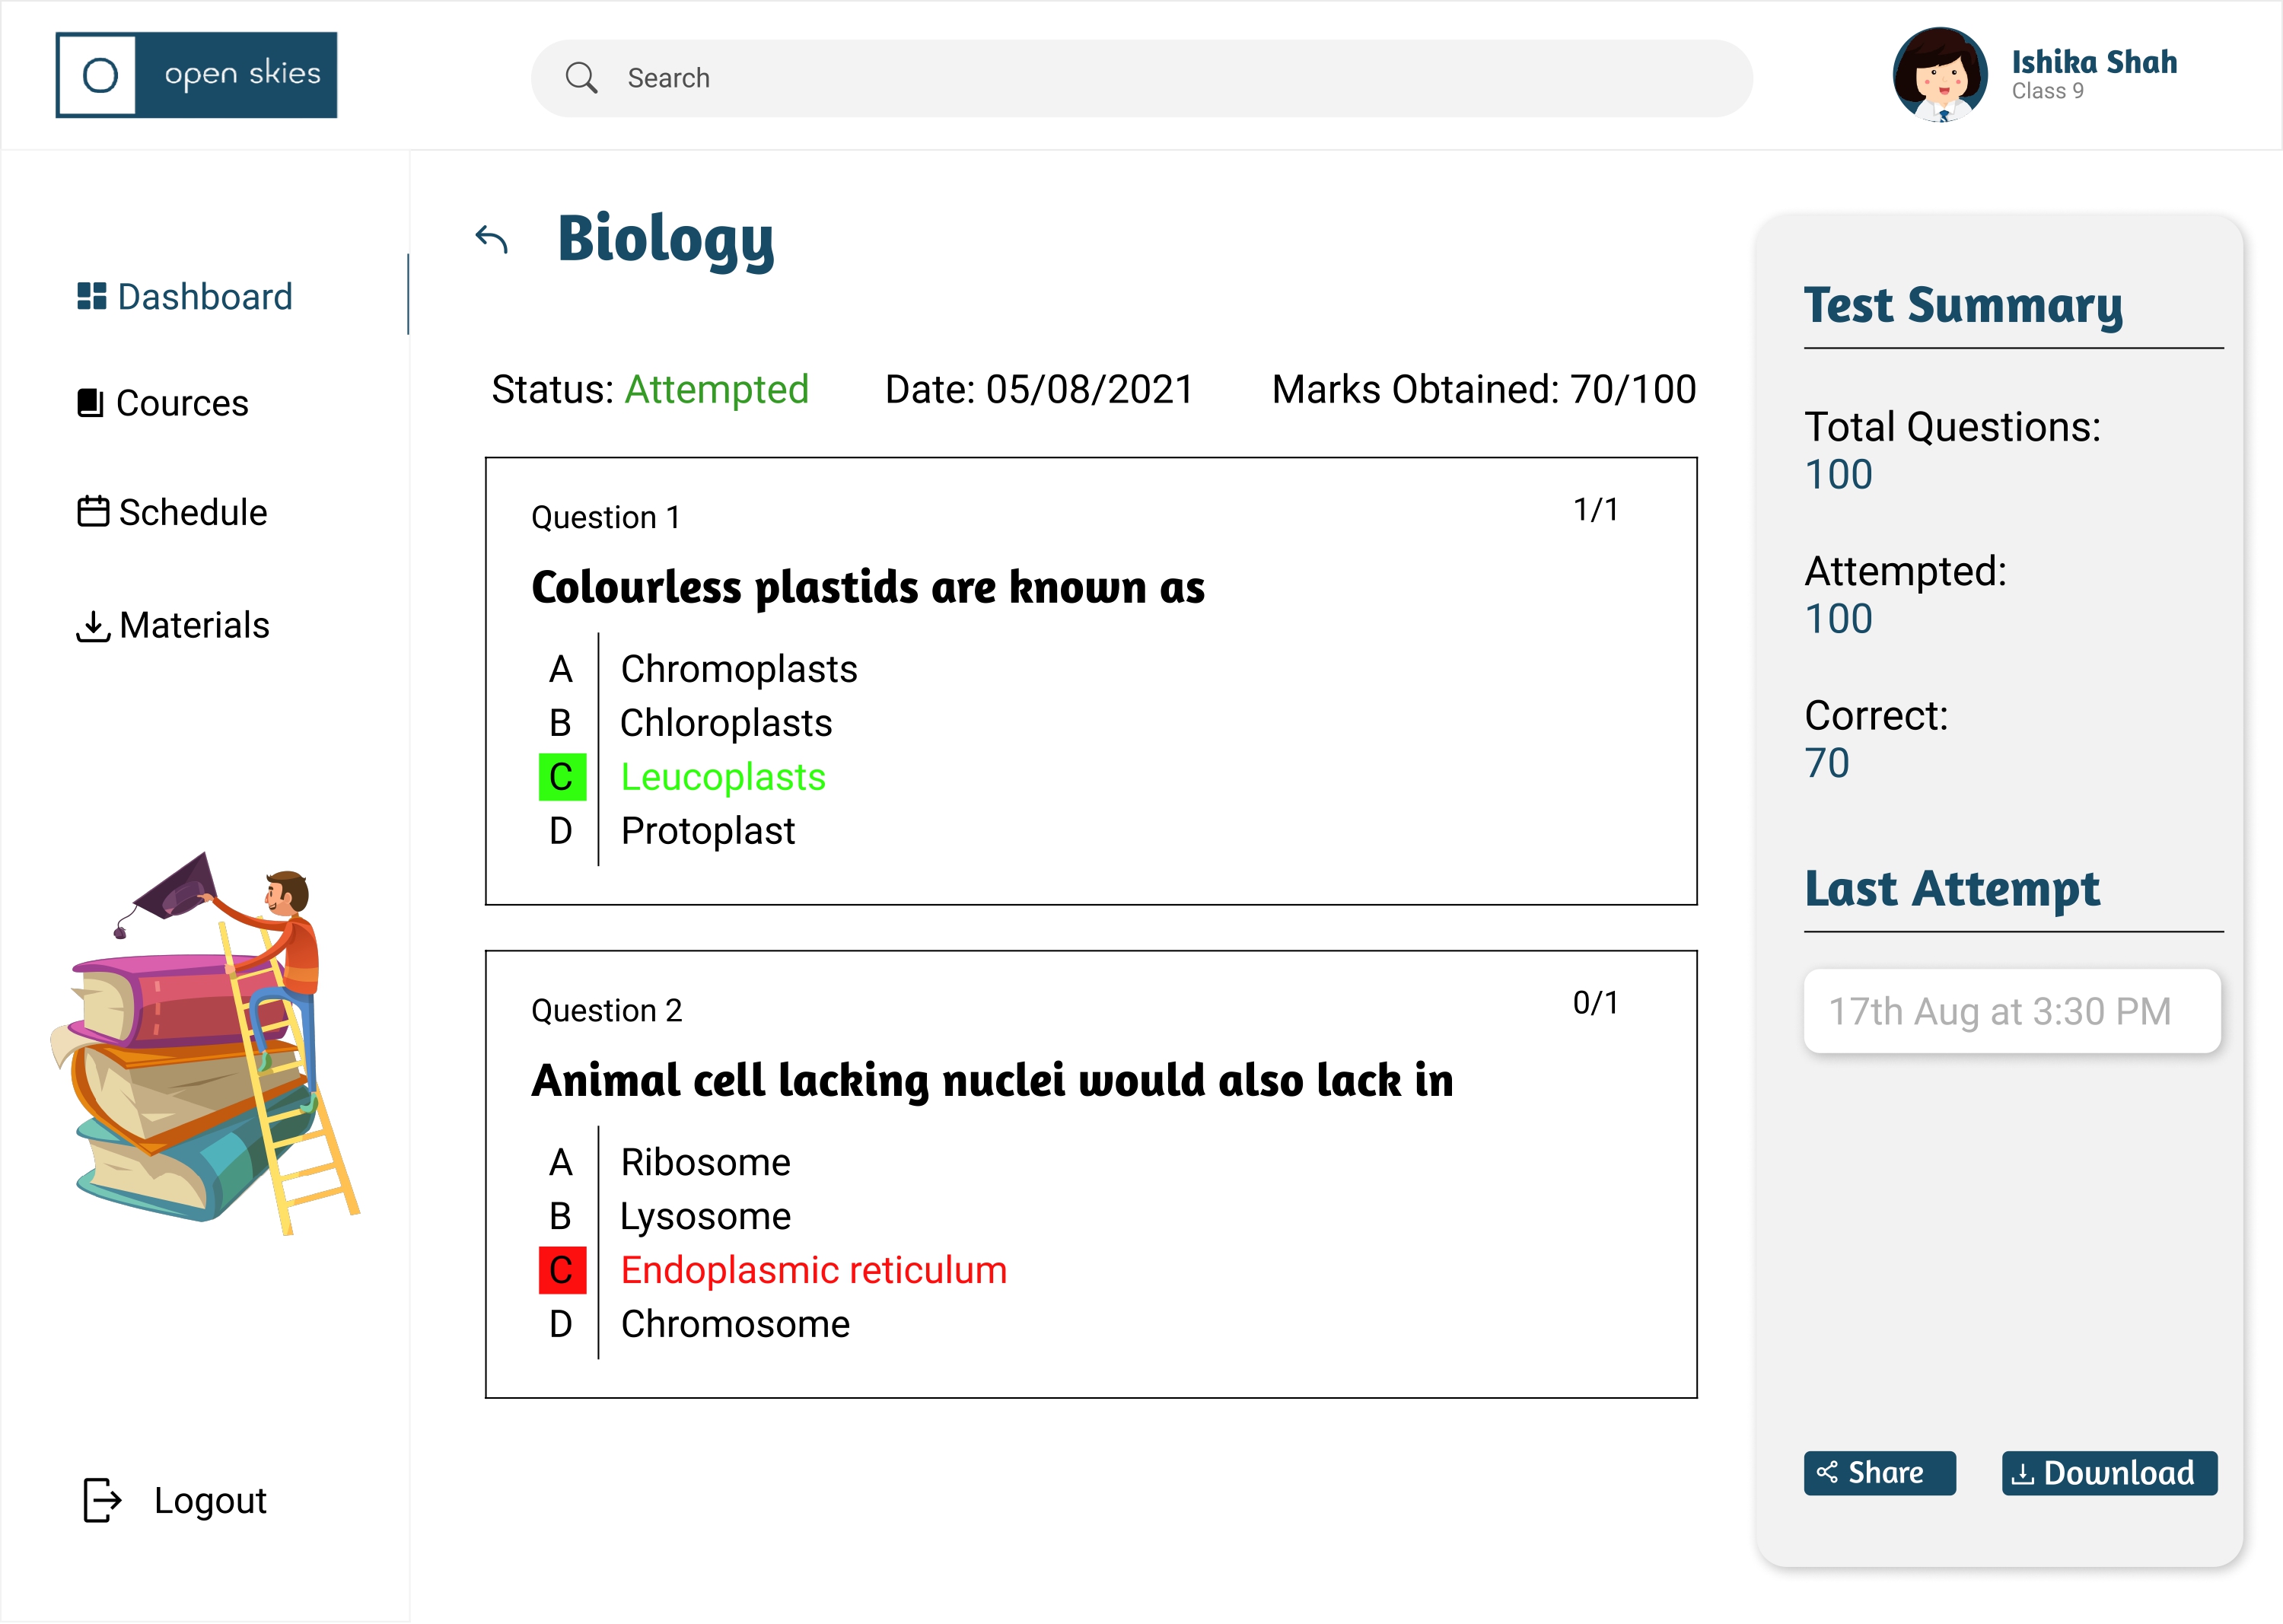 O open skies
Search
Ishika Shah
Class 9
Dashboard
Cources
Schedule
Materials
Logout
Biology
Status: Attempted Date: 05/08/2021 Marks Obtained: 70/100
Question 1 1/1
Colourless plastids are known as
A Chromoplasts
B Chloroplasts
C Leucoplasts
D Protoplast
Question 2 0/1
Animal cell lacking nuclei would also lack in
A Ribosome
B Lysosome
C Endoplasmic reticulum
D Chromosome
Test Summary
Total Questions:
100
Attempted:
100
Correct:
70
Last Attempt
17th Aug at 3:30 PM
Share Download